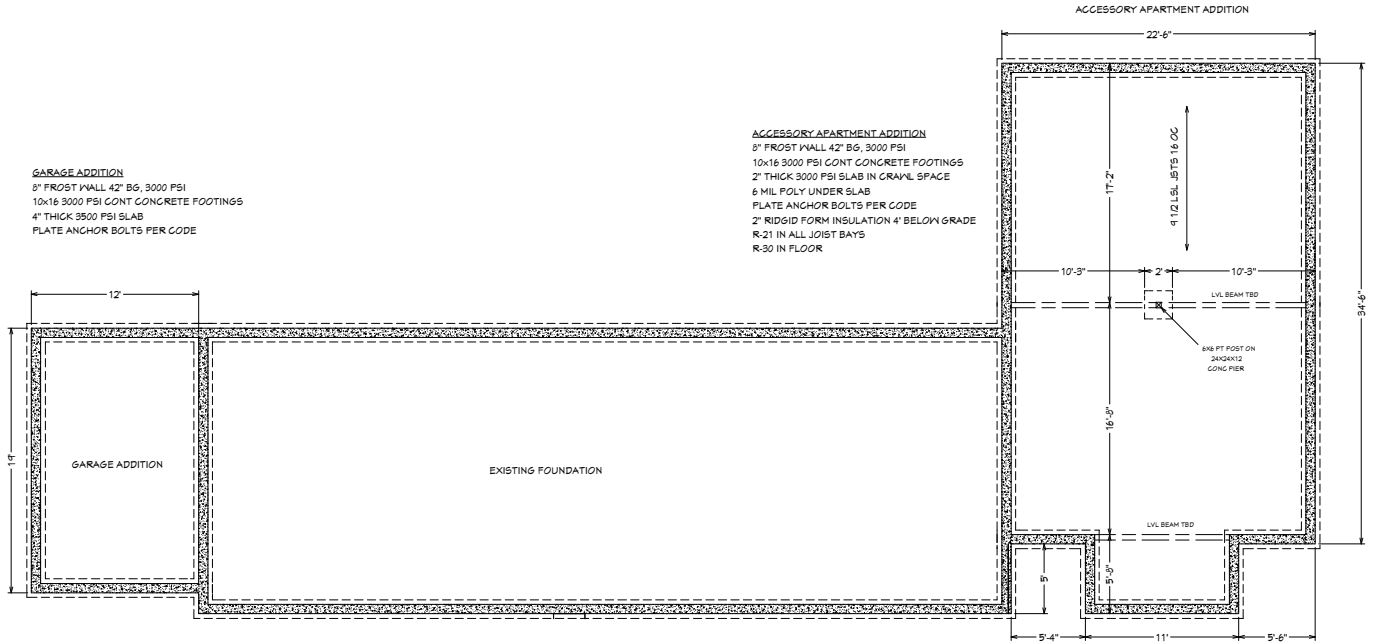 ACCESSORY APARTMENT ADDITION
22'-6"
ACCESSORY APARTMENT ADDITION
8" FROST WALL 42" BG, 3000 PSI
10x16 3000 PSI CONT CONCRETE FOOTINGS
2" THICK 3000 PSI SLAB IN CRAWL SPACE
6 MIL POLY UNDER SLAB
PLATE ANCHOR BOLTS PER CODE
2" RIDGID FORM INSULATION 4' BELOW GRADE
R-21 IN ALL JOIST BAYS
R-30 IN FLOOR
GARAGE ADDITION
8" FROST WALL 42" BG, 3000 PSI
10x16 3000 PSI CONT CONCRETE FOOTINGS
4" THICK 3500 PSI SLAB
PLATE ANCHOR BOLTS PER CODE
17'-2"
9 1/2 LSL JSTS 16 OC
10'-3"
2'
10'-3"
LVL BEAM TBD
34'-6"
12'
6X6 PT POST ON
24X24X12
CONC PIER
16'-8"
19'
GARAGE ADDITION
EXISTING FOUNDATION
LVL BEAM TBD
5'
5'-8"
5'-4"
11'
5'-6"